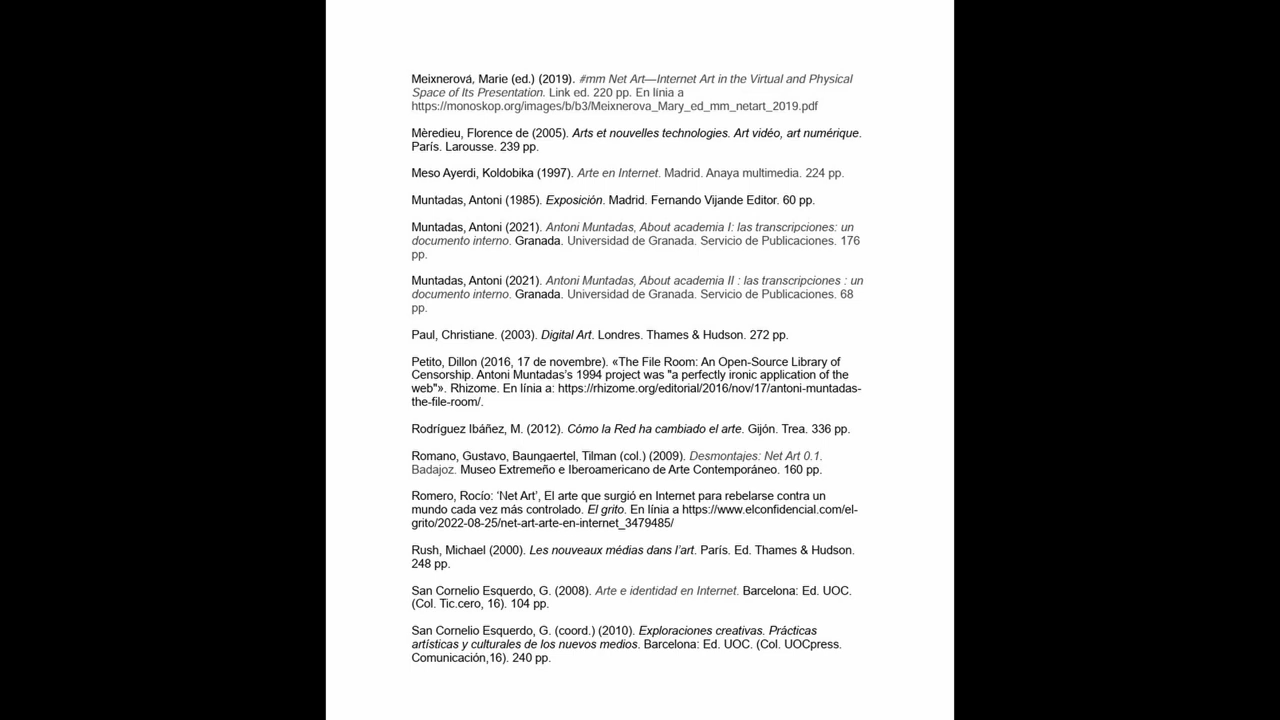 Meixnerová, Marie (ed.) (2019). #mm Net Art—Internet Art in the Virtual and Physical
Space of Its Presentation. Link ed. 220 pp. En línia a
https://monoskop.org/images/b/b3/Meixnerova_Mary_ed_mm_netart_2019.pdf
Mèredieu, Florence de (2005). Arts et nouvelles technologies. Art vidéo, art numérique.
París. Larousse. 239 pp.
Meso Ayerdi, Koldobika (1997). Arte en Internet. Madrid. Anaya multimedia. 224 pp.
Muntadas, Antoni (1985). Exposición. Madrid. Fernando Vijande Editor. 60 pp.
Muntadas, Antoni (2021). Antoni Muntadas, About academia I: las transcripciones: un
documento interno. Granada. Universidad de Granada. Servicio de Publicaciones. 176
pp.
Muntadas, Antoni (2021). Antoni Muntadas, About academia II : las transcripciones : un
documento interno. Granada. Universidad de Granada. Servicio de Publicaciones. 68
pp.
Paul, Christiane. (2003). Digital Art. Londres. Thames & Hudson. 272 pp.
Petito, Dillon (2016, 17 de novembre). «The File Room: An Open-Source Library of
Censorship. Antoni Muntadas's 1994 project was "a perfectly ironic application of the
web"». Rhizome. En línia a: https://rhizome.org/editorial/2016/nov/17/antoni-muntadas-
the-file-room/.
Rodríguez Ibáñez, M. (2012). Cómo la Red ha cambiado el arte. Gijón. Trea. 336 pp.
Romano, Gustavo, Baungaertel, Tilman (col.) (2009). Desmontajes: Net Art 0.1.
Badajoz. Museo Extremeño e Iberoamericano de Arte Contemporáneo. 160 pp.
Romero, Rocío: ‘Net Art’, El arte que surgió en Internet para rebelarse contra un
mundo cada vez más controlado. El grito. En línia a https://www.elconfidencial.com/el-
grito/2022-08-25/net-art-arte-en-internet_3479485/
Rush, Michael (2000). Les nouveaux médias dans l’art. París. Ed. Thames & Hudson.
248 pp.
San Cornelio Esquerdo, G. (2008). Arte e identidad en Internet. Barcelona: Ed. UOC.
(Col. Tic.cero, 16). 104 pp.
San Cornelio Esquerdo, G. (coord.) (2010). Exploraciones creativas. Prácticas
artísticas y culturales de los nuevos medios. Barcelona: Ed. UOC. (Col. UOCpress.
Comunicación,16). 240 pp.